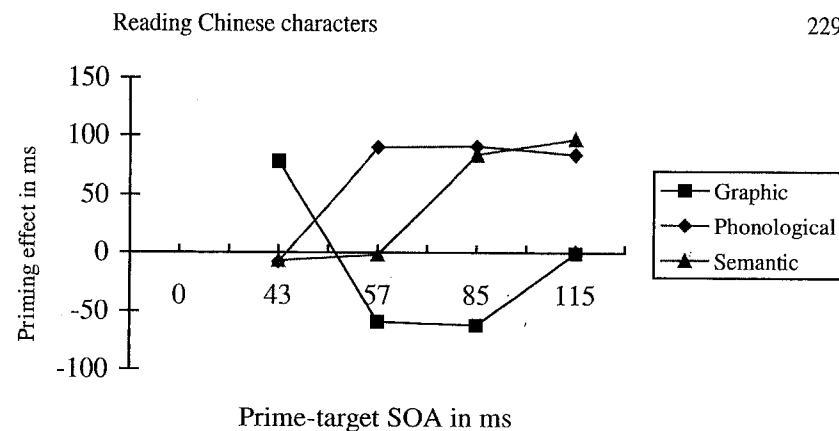 Reading Chinese characters 229
150
100
50
0
-50
-100
Priming effect in ms
0 43 57 85 115
Prime-target SOA in ms
Graphic
Phonological
Semantic